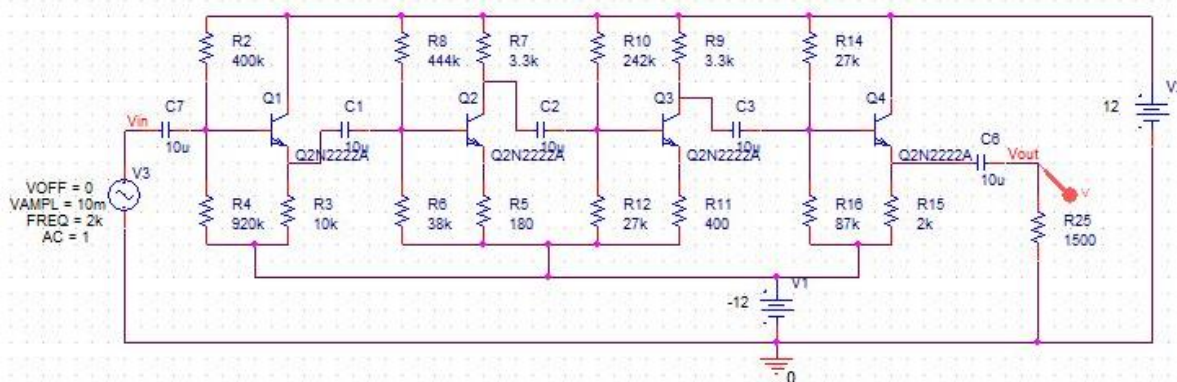 R2
400k
R8
444k
R7
3.3k
R10
242k
R9
3.3k
R14
27k
C7
10u
Q1
Q2N2222A
C1
10u
Q2
Q2N2222A
C2
10u
Q3
Q2N2222A
C3
10u
Q4
Q2N2222A
12
Vin
C6
10u
Vout
V
V3
VOFF = 0
VAMPL = 10m
FREQ = 2k
AC = 1
R4
920k
R3
10k
R6
38k
R5
180
R12
27k
R11
400
R16
87k
R15
2k
R25
1500
V1
-12
0